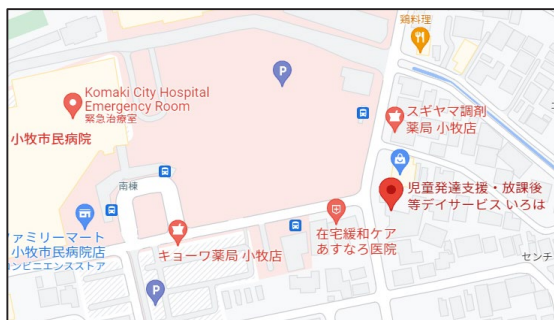 鶏料理
P
Komaki City Hospital
Emergency Room
緊急治療室
小牧市民病院
スギヤマ調剤
薬局 小牧店
児童発達支援・放課後
等デイサービス いろは
南棟
ファミリーマート
小牧市民病院店
コンビニエンスストア
キョーワ薬局 小牧店
在宅緩和ケア
あすなろ医院
センチ
P